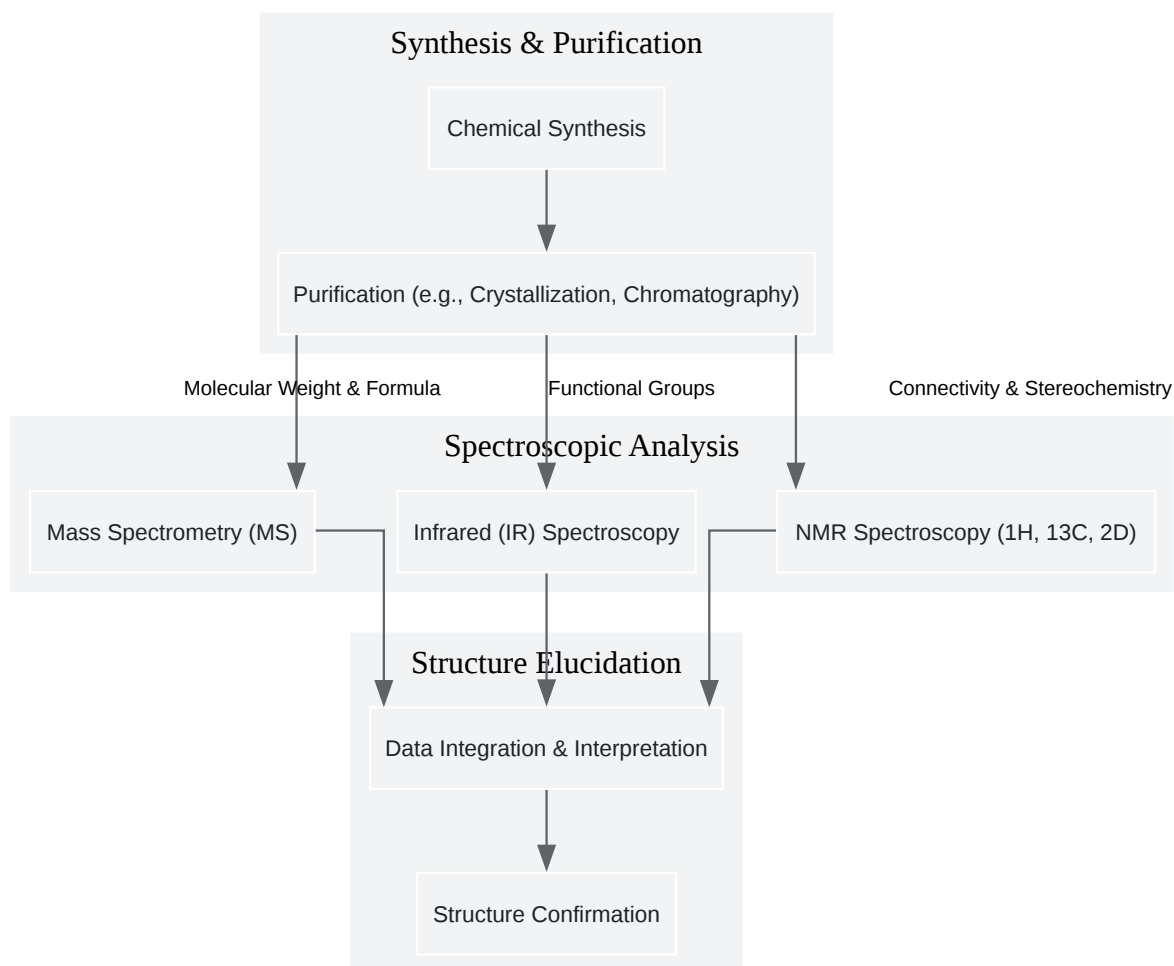 Synthesis & Purification
Chemical Synthesis
Purification (e.g., Crystallization, Chromatography)
Molecular Weight & Formula
Functional Groups
Connectivity & Stereochemistry
Spectroscopic Analysis
Mass Spectrometry (MS)
Infrared (IR) Spectroscopy
NMR Spectroscopy (1H, 13C, 2D)
Structure Elucidation
Data Integration & Interpretation
Structure Confirmation